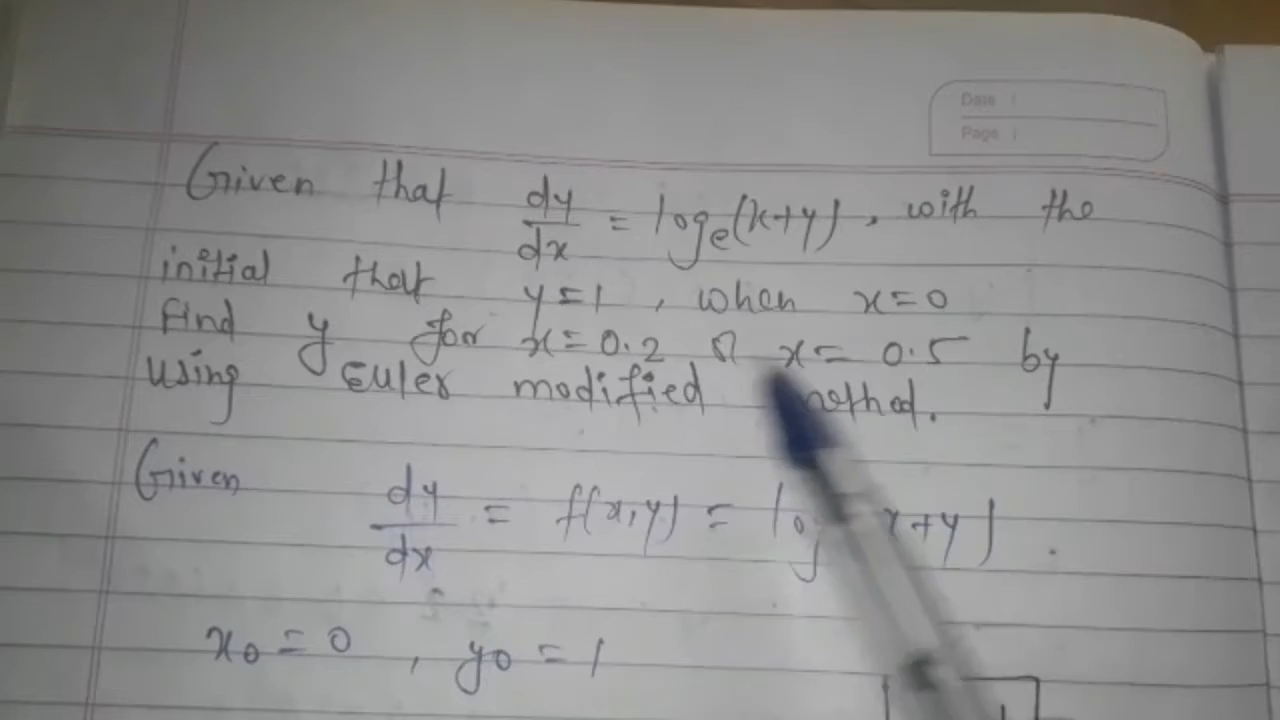 Date :
Page :
Given that dy/dx = logₑ(x+y), with the
initial that y=1, when x=0
find y for x=0.2 & x=0.5 by
using Euler modified method.
Given dy/dx = f(x,y) = log x+y) .
x₀=0 , y₀=1